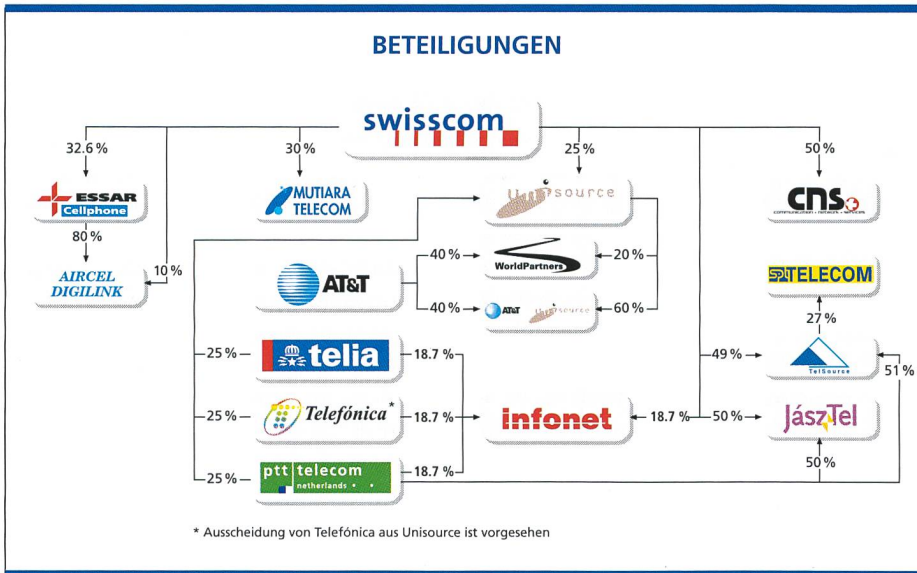 BETEILIGUNGEN
swisscom
32.6 %
30 %
25 %
50 %
ESSAR
Cellphone
MUTIARA
TELECOM
Unisource
cns
COMMUNICATION • NETWORK • SERVICES
80 %
10 %
AIRCEL
DIGILINK
AT&T
40 %
WorldPartners
20 %
SPT TELECOM
40 %
AT&T Unisource
60 %
27 %
25 %
telia
18.7 %
49 %
TelSource
51 %
25 %
Telefónica*
18.7 %
infonet
18.7 %
50 %
JászTel
25 %
ptt telecom
netherlands
18.7 %
50 %
* Ausscheidung von Telefónica aus Unisource ist vorgesehen